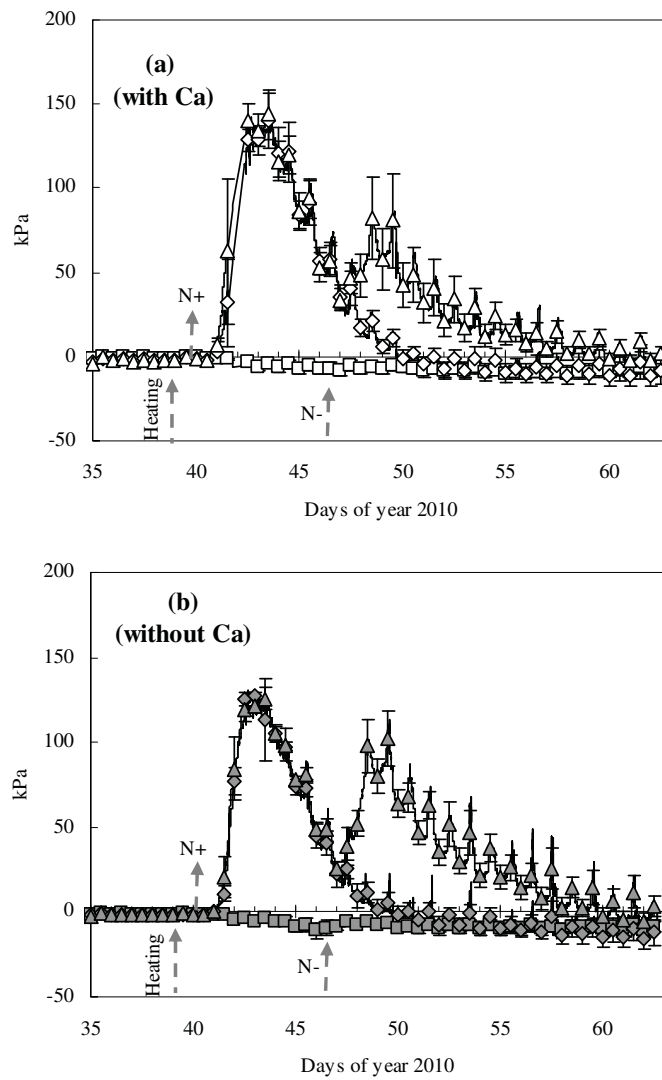 200
(a)
(with Ca)
150
100
kPa
50
N+
0
Heating
N-
-50
35 40 45 50 55 60
Days of year 2010
200
(b)
(without Ca)
150
100
kPa
50
N+
0
Heating
N-
-50
35 40 45 50 55 60
Days of year 2010